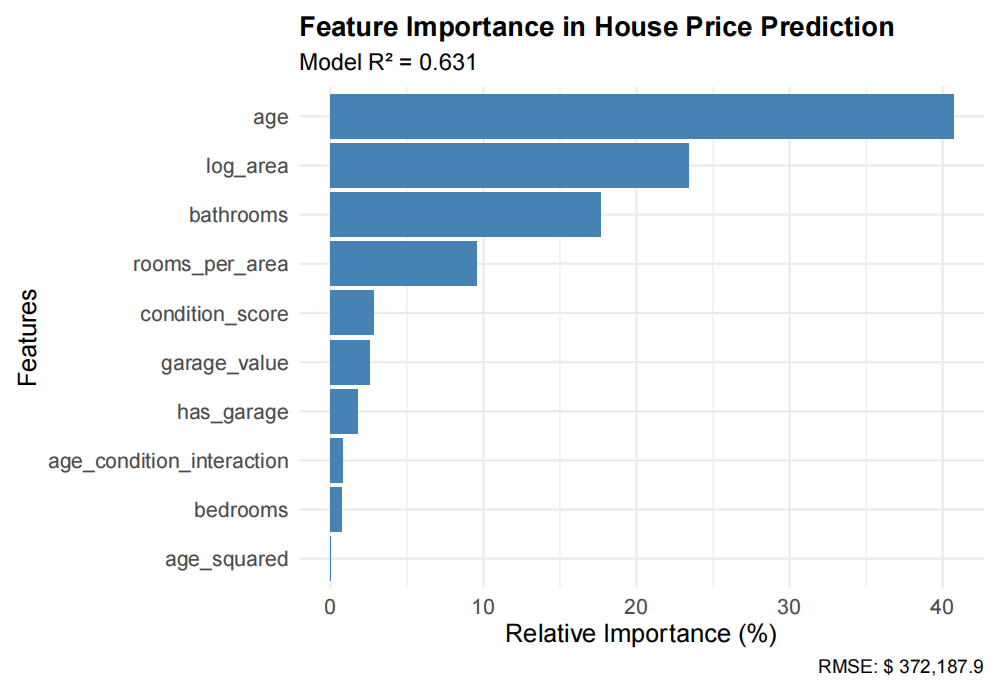 Feature Importance in House Price Prediction
Model R² = 0.631
Features
age
log_area
bathrooms
rooms_per_area
condition_score
garage_value
has_garage
age_condition_interaction
bedrooms
age_squared
0 10 20 30 40
Relative Importance (%)
RMSE: $ 372,187.9